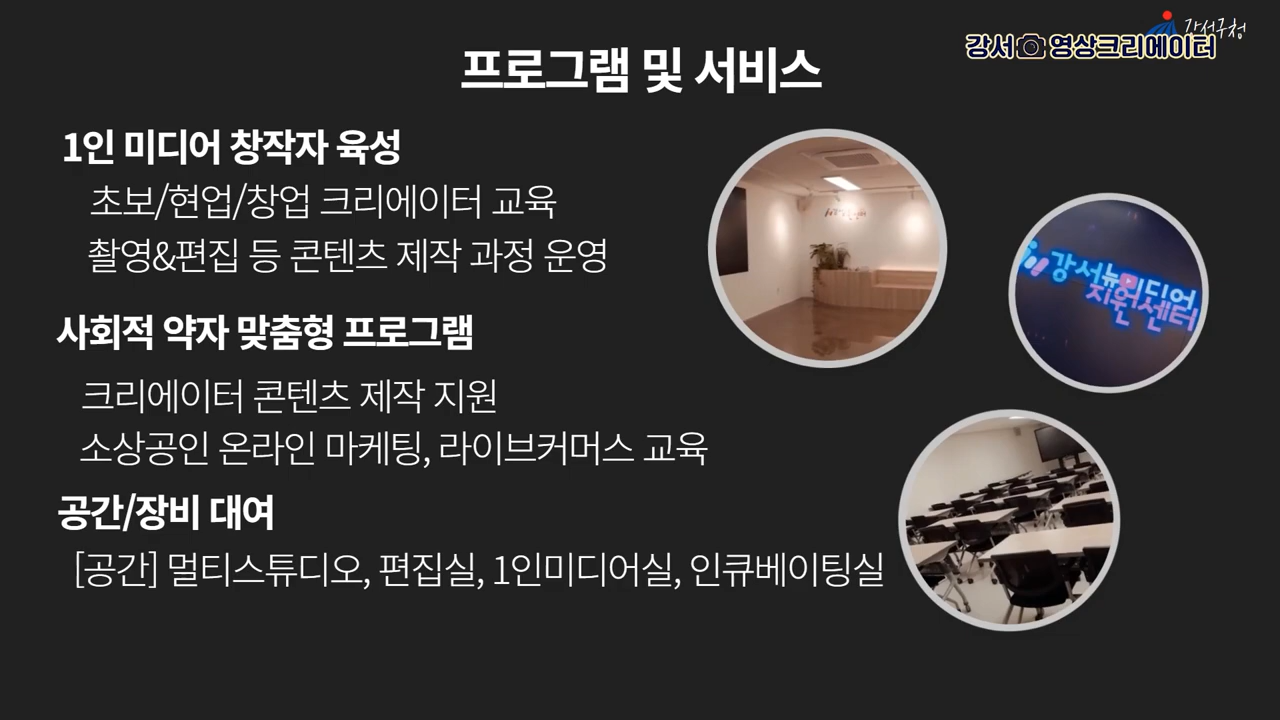 강서구청
강서 영상크리에이터
프로그램 및 서비스
1인 미디어 창작자 육성
초보/현업/창업 크리에이터 교육
촬영&편집 등 콘텐츠 제작 과정 운영
사회적 약자 맞춤형 프로그램
크리에이터 콘텐츠 제작 지원
소상공인 온라인 마케팅, 라이브커머스 교육
공간/장비 대여
[공간] 멀티스튜디오, 편집실, 1인미디어실, 인큐베이팅실
강서뉴미디어
지원센터